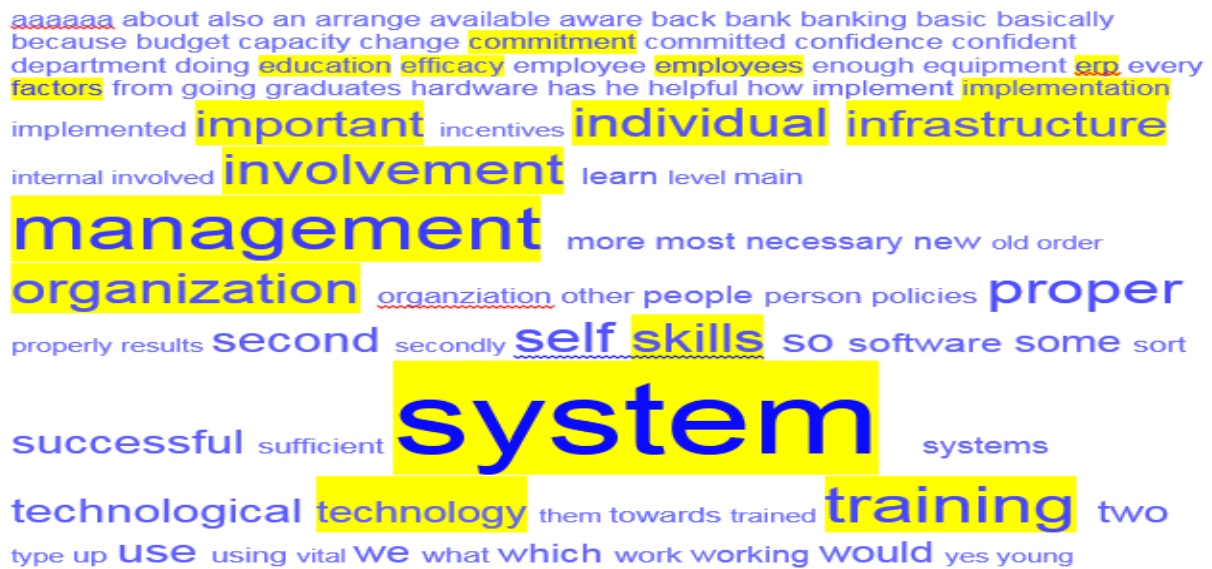 aaaaaa about also an arrange available aware back bank banking basic basically
because budget capacity change commitment committed confidence confident
department doing education efficacy employee employees enough equipment erp every
factors from going graduates hardware has he helpful how implement implementation
implemented important incentives individual infrastructure
internal involved involvement learn level main
management more most necessary new old order
organization organziation other people person policies proper
properly results second secondly self skills so software some sort
successful sufficient system systems
technological technology them towards trained training two
type up use using vital we what which work working would yes young